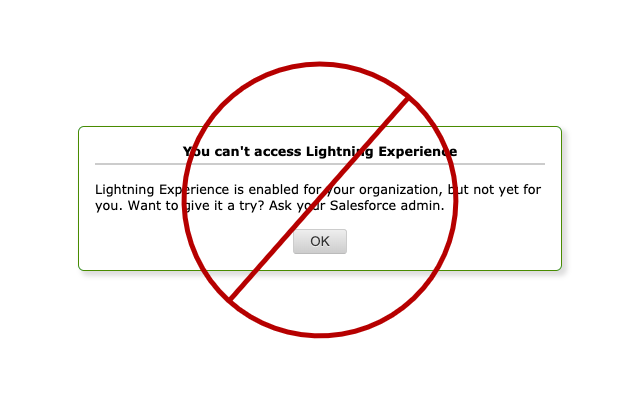 You can't access Lightning Experience
Lightning Experience is enabled for your organization, but not yet for
you. Want to give it a try? Ask your Salesforce admin.
OK